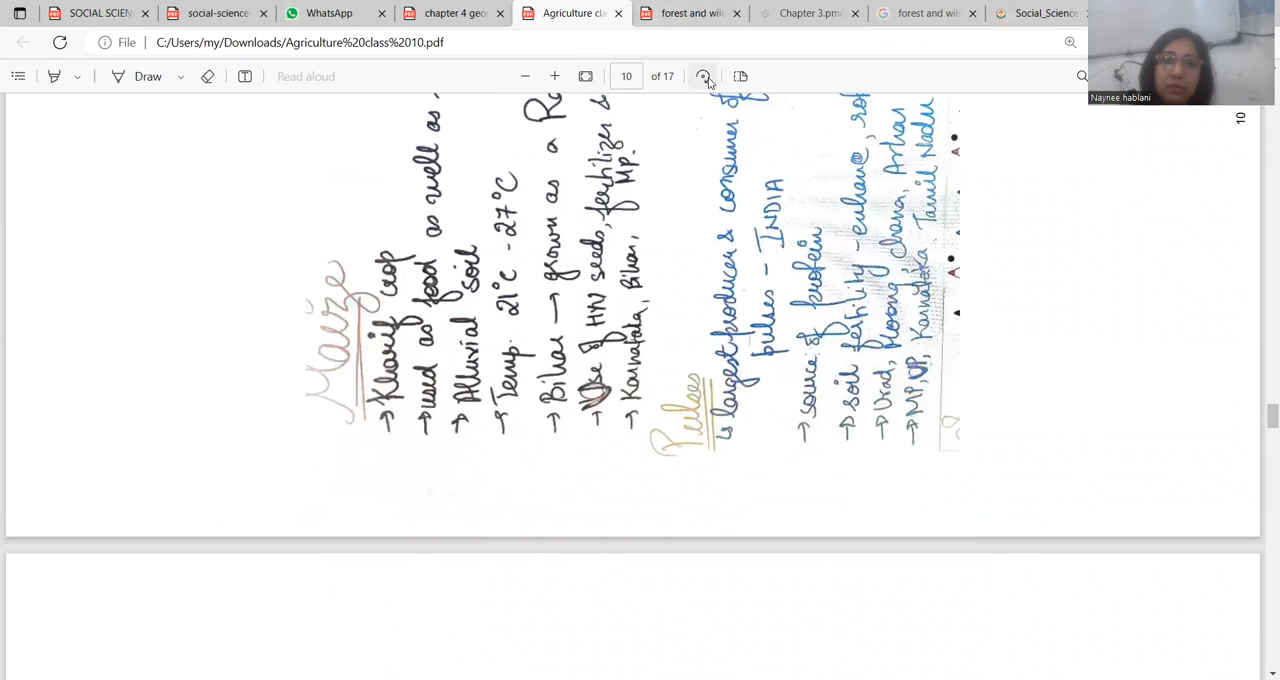 SOCIAL SCIEN
social-science
WhatsApp
chapter 4 geo
Agriculture cla
forest and wil
Chapter 3.pm
forest and wil
Social_Science
File
C:/Users/my/Downloads/Agriculture%20class%2010.pdf
Draw
Read aloud
10
of 17
Naynee hablani
10
Maize
→ Kharif crop
→ used as food as well as
→ Alluvial soil
→ Temp. 21°C - 27°C
→ Bihar → grown as a Ra
→ Use of HYV seeds, fertilizer &
→ Karnataka, Bihar, MP.
Pulses
↳ largest producer & consumer of
pulses - INDIA
→ source of protein
→ soil fertility - enhance, ro
→ Urad, Moong, Chana, Arhar
→ MP, UP, Karnataka, Tamil Nadu